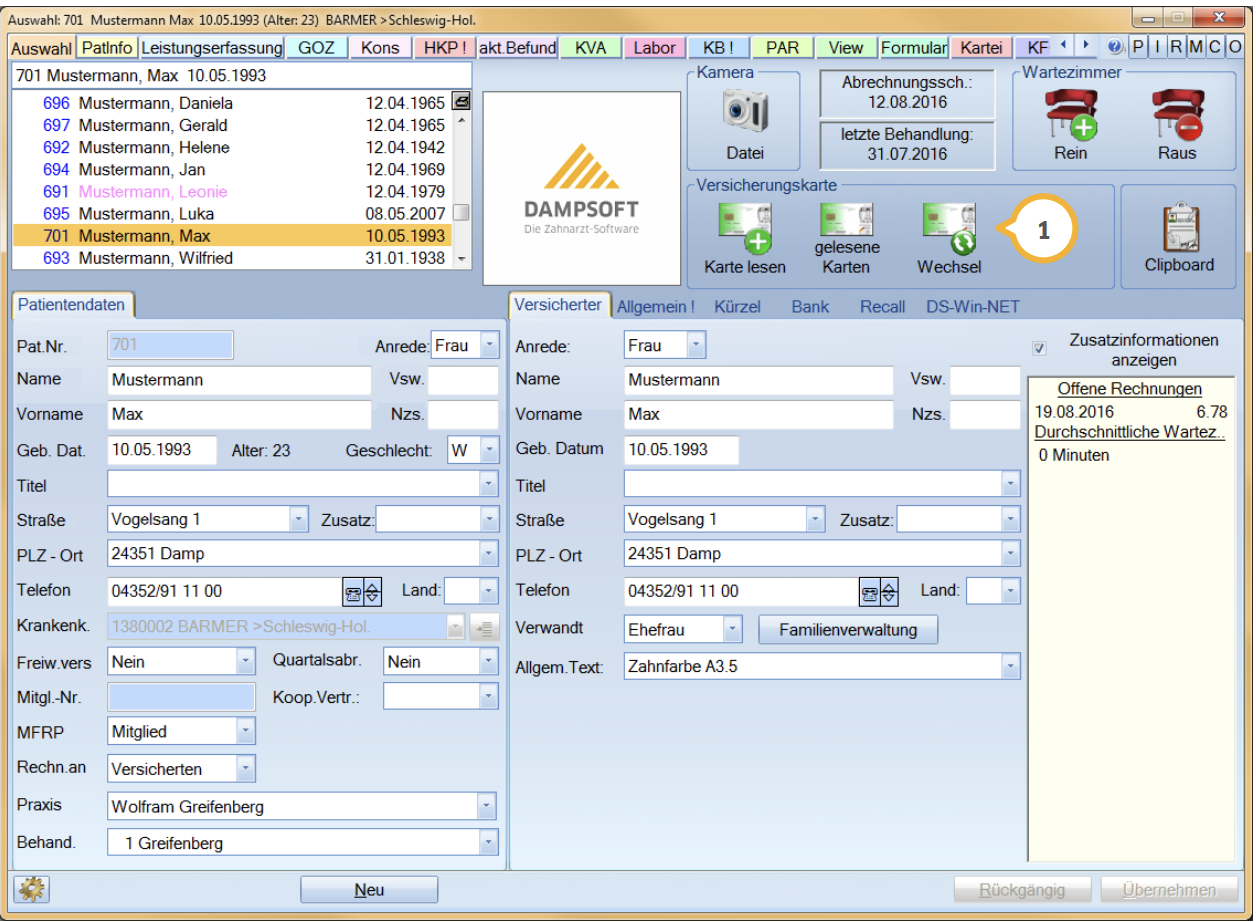 Auswahl: 701 Mustermann Max 10.05.1993 (Alter: 23) BARMER >Schleswig-Hol.
Auswahl PatInfo Leistungserfassung GOZ Kons HKP ! akt.Befund KVA Labor KB ! PAR View Formular Kartei KF P I R M C O
701 Mustermann, Max 10.05.1993
696 Mustermann, Daniela 12.04.1965
697 Mustermann, Gerald 12.04.1965
692 Mustermann, Helene 12.04.1942
694 Mustermann, Jan 12.04.1969
691 Mustermann, Leonie 12.04.1979
695 Mustermann, Luka 08.05.2007
701 Mustermann, Max 10.05.1993
693 Mustermann, Wilfried 31.01.1938
DAMPSOFT
Die Zahnarzt-Software
Kamera
Datei
Abrechnungssch.:
12.08.2016
letzte Behandlung:
31.07.2016
Wartezimmer
Rein Raus
Versicherungskarte
Karte lesen
gelesene
Karten
Wechsel
1
Clipboard
Patientendaten
Pat.Nr. 701 Anrede: Frau
Name Mustermann Vsw.
Vorname Max Nzs.
Geb. Dat. 10.05.1993 Alter: 23 Geschlecht: W
Titel
Straße Vogelsang 1 Zusatz:
PLZ - Ort 24351 Damp
Telefon 04352/91 11 00 Land:
Krankenk. 1380002 BARMER >Schleswig-Hol.
Freiw.vers Nein Quartalsabr. Nein
Mitgl.-Nr. Koop.Vertr.:
MFRP Mitglied
Rechn.an Versicherten
Praxis Wolfram Greifenberg
Behand. 1 Greifenberg
Versicherter Allgemein ! Kürzel Bank Recall DS-Win-NET
Anrede: Frau
Name Mustermann Vsw.
Vorname Max Nzs.
Geb. Datum 10.05.1993
Titel
Straße Vogelsang 1 Zusatz:
PLZ - Ort 24351 Damp
Telefon 04352/91 11 00 Land:
Verwandt Ehefrau Familienverwaltung
Allgem.Text: Zahnfarbe A3.5
Zusatzinformationen
anzeigen
Offene Rechnungen
19.08.2016 6.78
Durchschnittliche Wartez..
0 Minuten
Neu Rückgängig Übernehmen